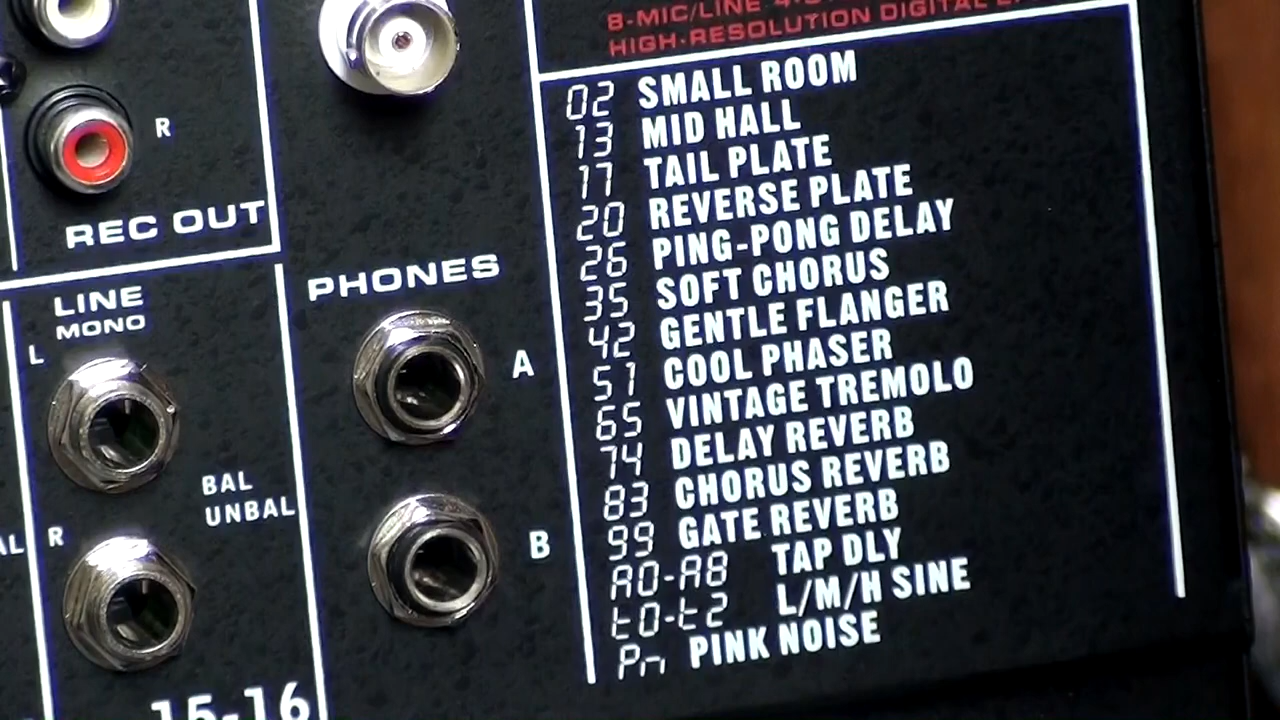 R
REC OUT
LINE
MONO
L
BAL
UNBAL
R
15-16
PHONES
A
B
8-MIC/LINE
HIGH-RESOLUTION DIGITAL
02 SMALL ROOM
13 MID HALL
17 TAIL PLATE
20 REVERSE PLATE
26 PING-PONG DELAY
35 SOFT CHORUS
42 GENTLE FLANGER
51 COOL PHASER
65 VINTAGE TREMOLO
74 DELAY REVERB
83 CHORUS REVERB
99 GATE REVERB
A0-A8 TAP DLY
t0-t2 L/M/H SINE
Pn PINK NOISE